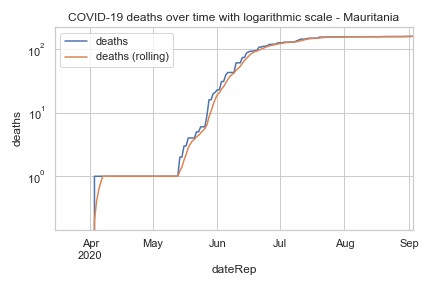 COVID-19 deaths over time with logarithmic scale - Mauritania
deaths
deaths (rolling)
10²
10¹
10⁰
deaths
Apr
2020
May
Jun
Jul
Aug
Sep
dateRep